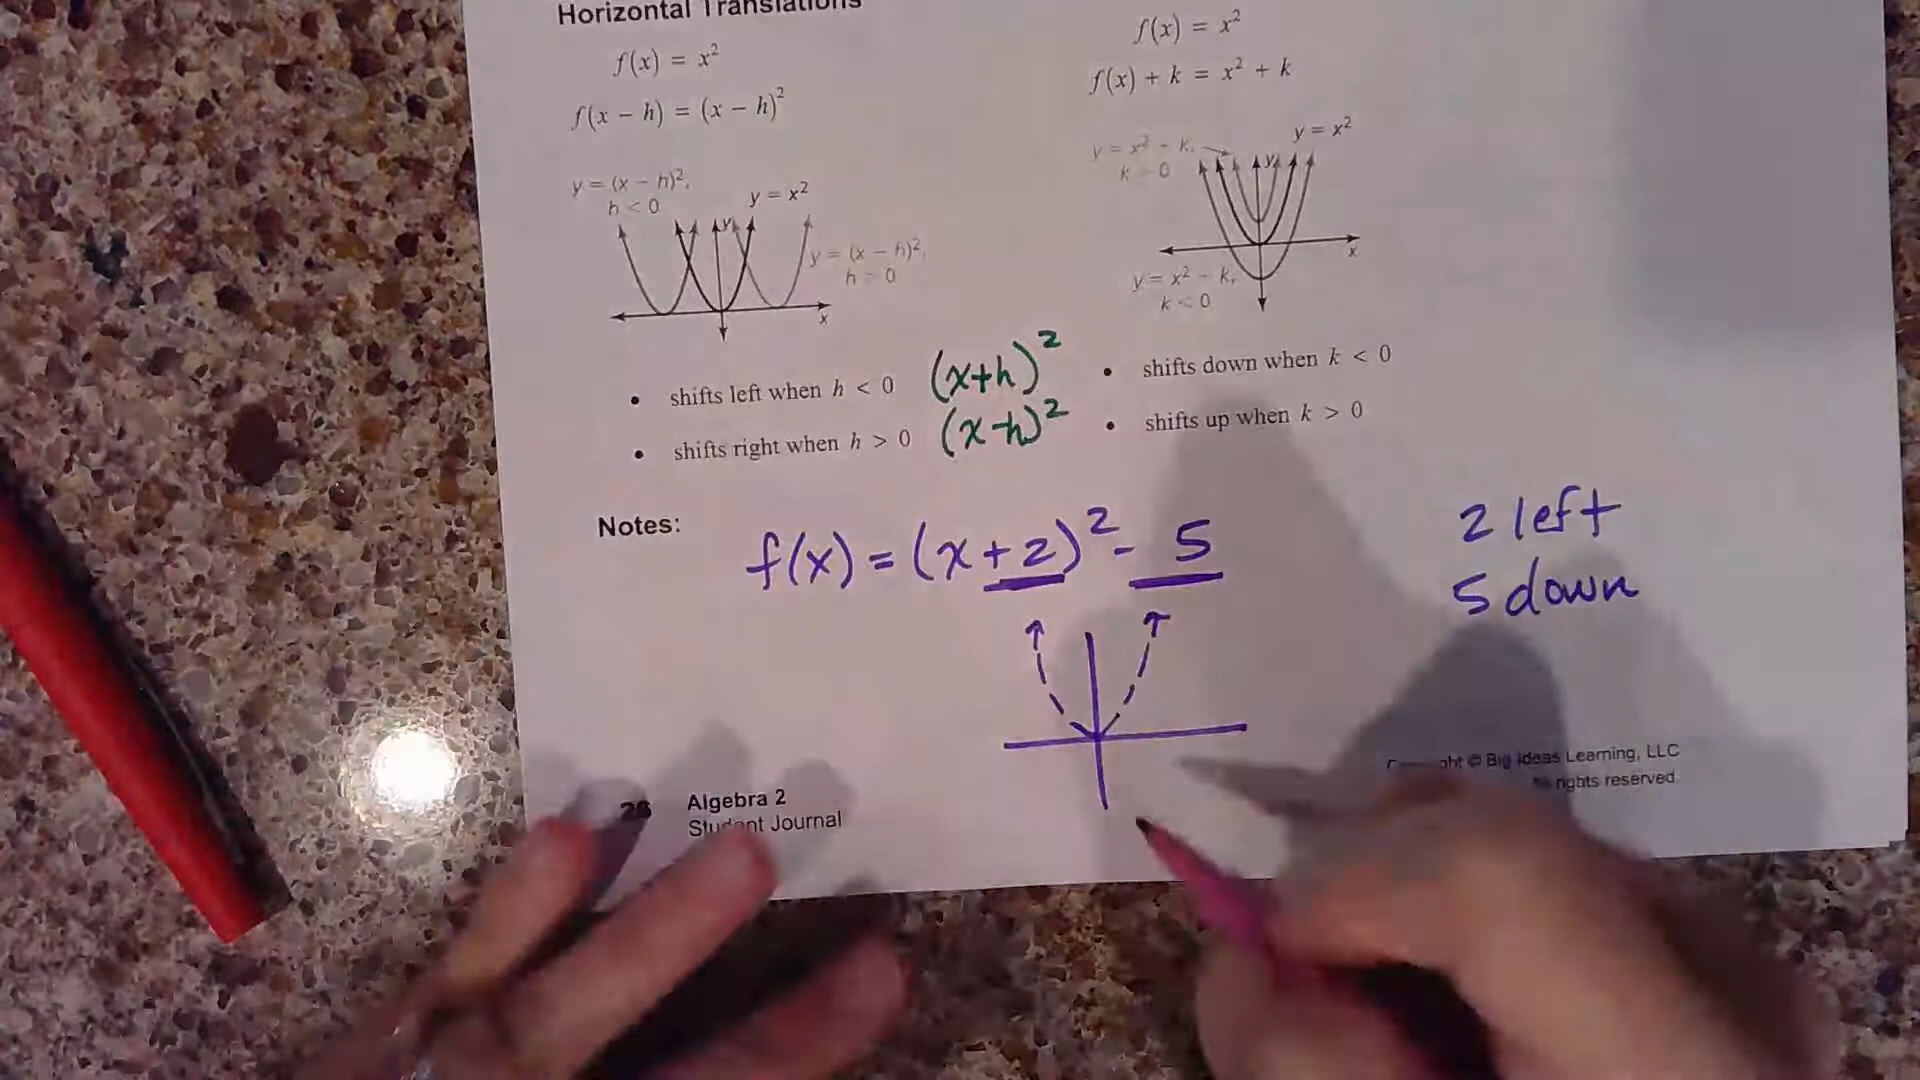 Horizontal Translations
f(x) = x²
f(x − h) = (x − h)²
y = (x − h)²,
h < 0
y = x²
y
y = (x − h)²,
h > 0
x
• shifts left when h < 0 (x+h)²
• shifts right when h > 0 (x-h)²
f(x) = x²
f(x) + k = x² + k
y = x²
k > 0
y
x
k < 0
• shifts down when k < 0
• shifts up when k > 0
Notes:
f(x) = (x+2)² - 5
2 left
5 down
Algebra 2
Student Journal
© Big Ideas Learning, LLC
rights reserved.